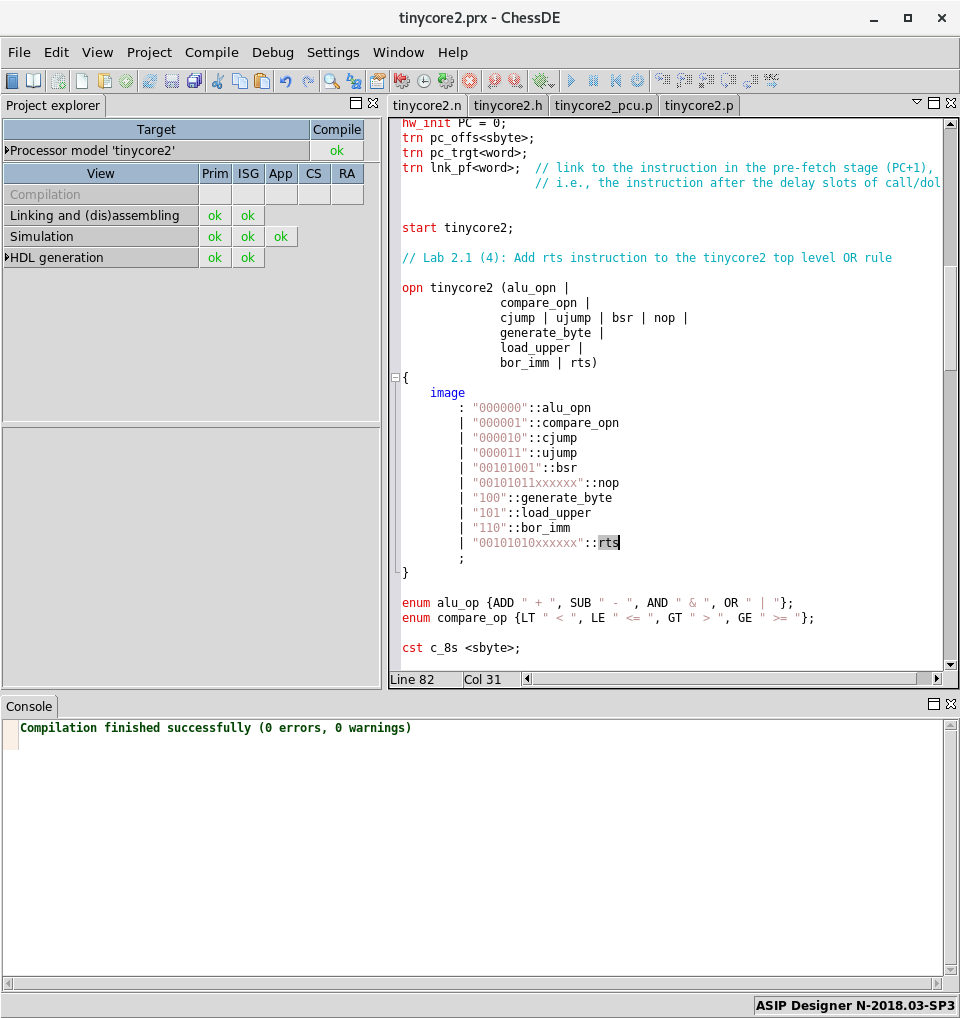 tinycore2.prx - ChessDE
File Edit View Project Compile Debug Settings Window Help
Project explorer
Target Compile
Processor model 'tinycore2' ok
View Prim ISG App CS RA
Compilation
Linking and (dis)assembling ok ok
Simulation ok ok ok
HDL generation ok ok
tinycore2.n tinycore2.h tinycore2_pcu.p tinycore2.p
hw_init PC = 0;
trn pc_offs<sbyte>;
trn pc_trgt<word>;
trn lnk_pf<word>;  // link to the instruction in the pre-fetch stage (PC+1),
// i.e., the instruction after the delay slots of call/dol
start tinycore2;
// Lab 2.1 (4): Add rts instruction to the tinycore2 top level OR rule
opn tinycore2 (alu_opn |
compare_opn |
cjump | ujump | bsr | nop |
generate_byte |
load_upper |
bor_imm | rts)
{
image
: "000000"::alu_opn
| "000001"::compare_opn
| "000010"::cjump
| "000011"::ujump
| "00101001"::bsr
| "00101011xxxxxx"::nop
| "100"::generate_byte
| "101"::load_upper
| "110"::bor_imm
| "00101010xxxxxx"::rts
;
}
enum alu_op {ADD " + ", SUB " - ", AND " & ", OR " | "};
enum compare_op {LT " < ", LE " <= ", GT " > ", GE " >= "};
cst c_8s <sbyte>;
Line 82 Col 31
Console
Compilation finished successfully (0 errors, 0 warnings)
ASIP Designer N-2018.03-SP3